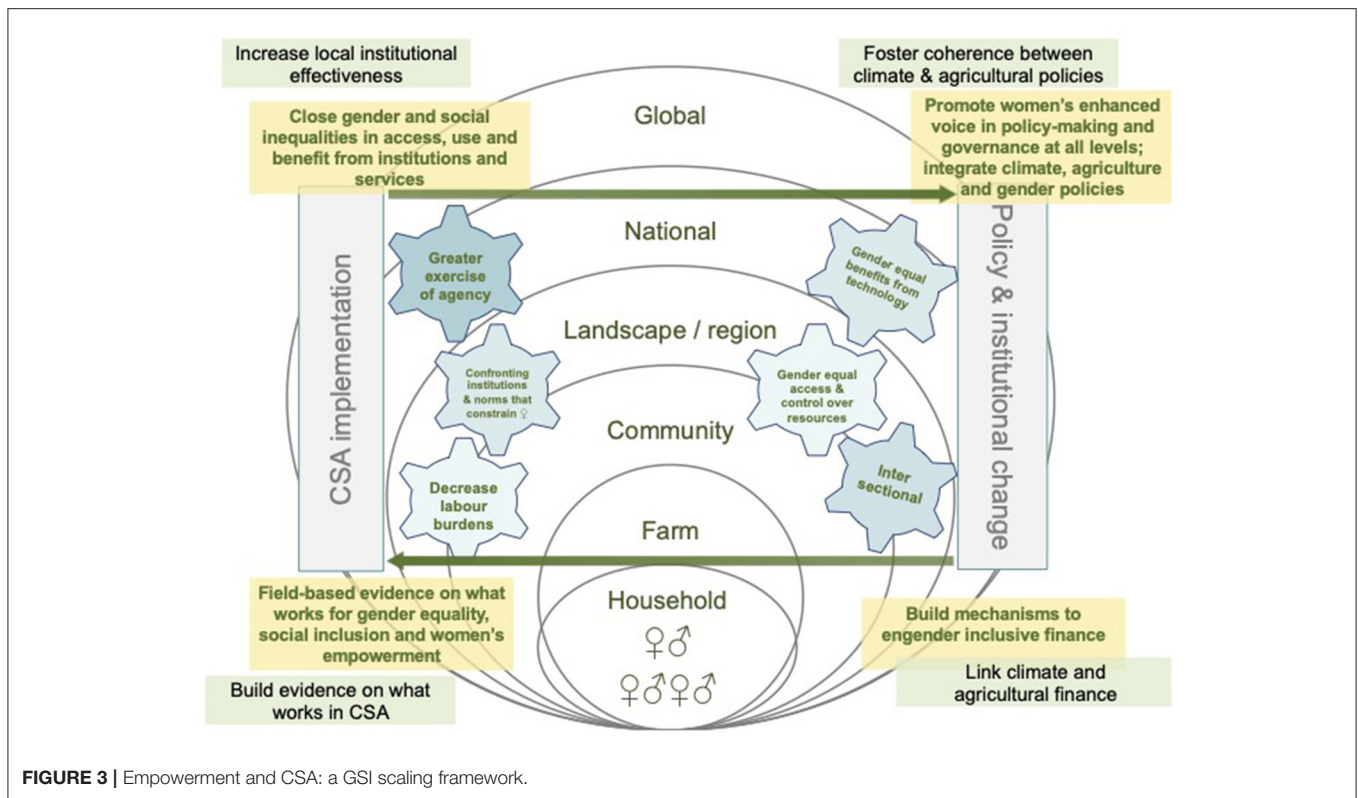 Increase local institutional
effectiveness
Foster coherence between
climate & agricultural policies
Close gender and social
inequalities in access, use and
benefit from institutions and
services
Promote women's enhanced
voice in policy-making and
governance at all levels;
integrate climate, agriculture
and gender policies
Global
National
Landscape / region
Community
Farm
Household
♀♂
♀♂♀♂
CSA implementation
Policy & institutional change
Greater
exercise
of agency
Confronting
institutions
& norms that
constrain ♀
Decrease
labour
burdens
Gender equal
benefits from
technology
Gender equal
access &
control over
resources
Inter
sectional
Field-based evidence on what
works for gender equality,
social inclusion and women's
empowerment
Build evidence on what
works in CSA
Build mechanisms to
engender inclusive finance
Link climate and
agricultural finance
FIGURE 3 | Empowerment and CSA: a GSI scaling framework.